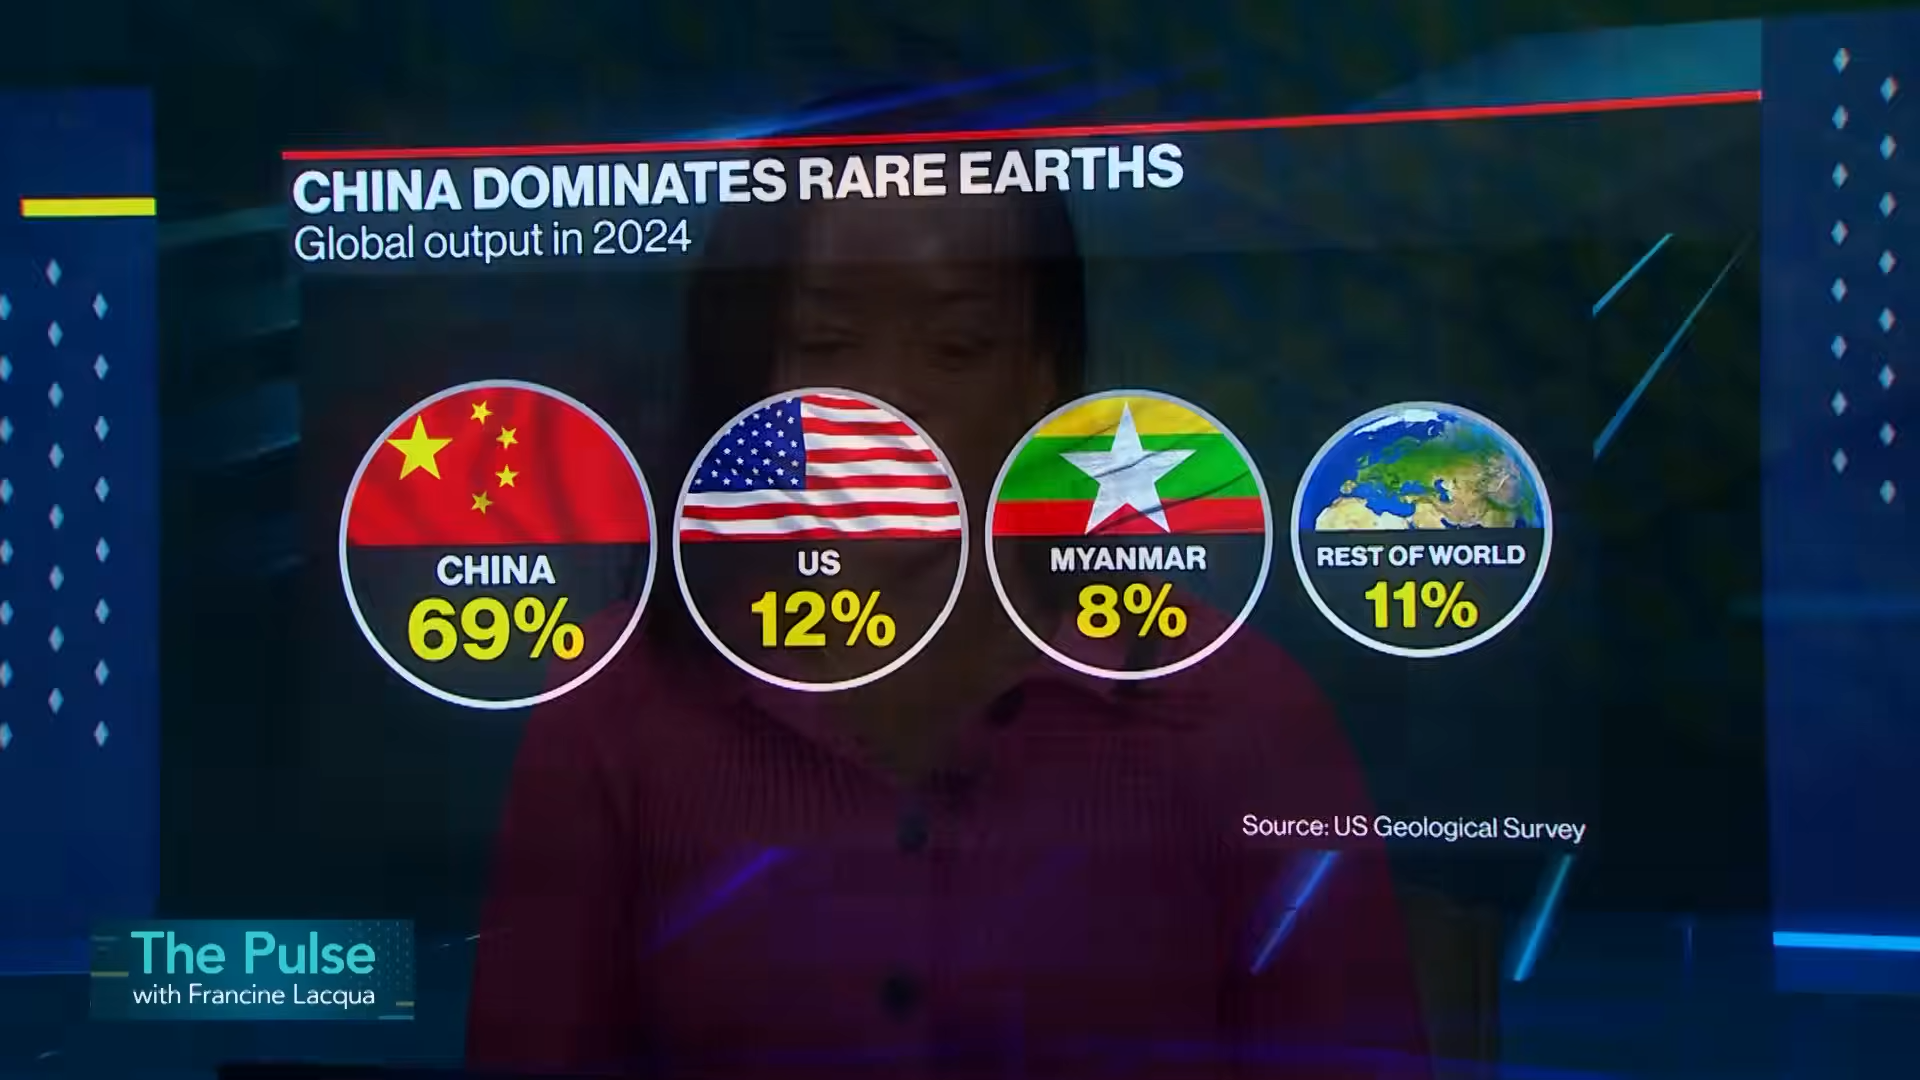 CHINA DOMINATES RARE EARTHS
Global output in 2024
CHINA
69%
US
12%
MYANMAR
8%
REST OF WORLD
11%
Source: US Geological Survey
The Pulse
with Francine Lacqua